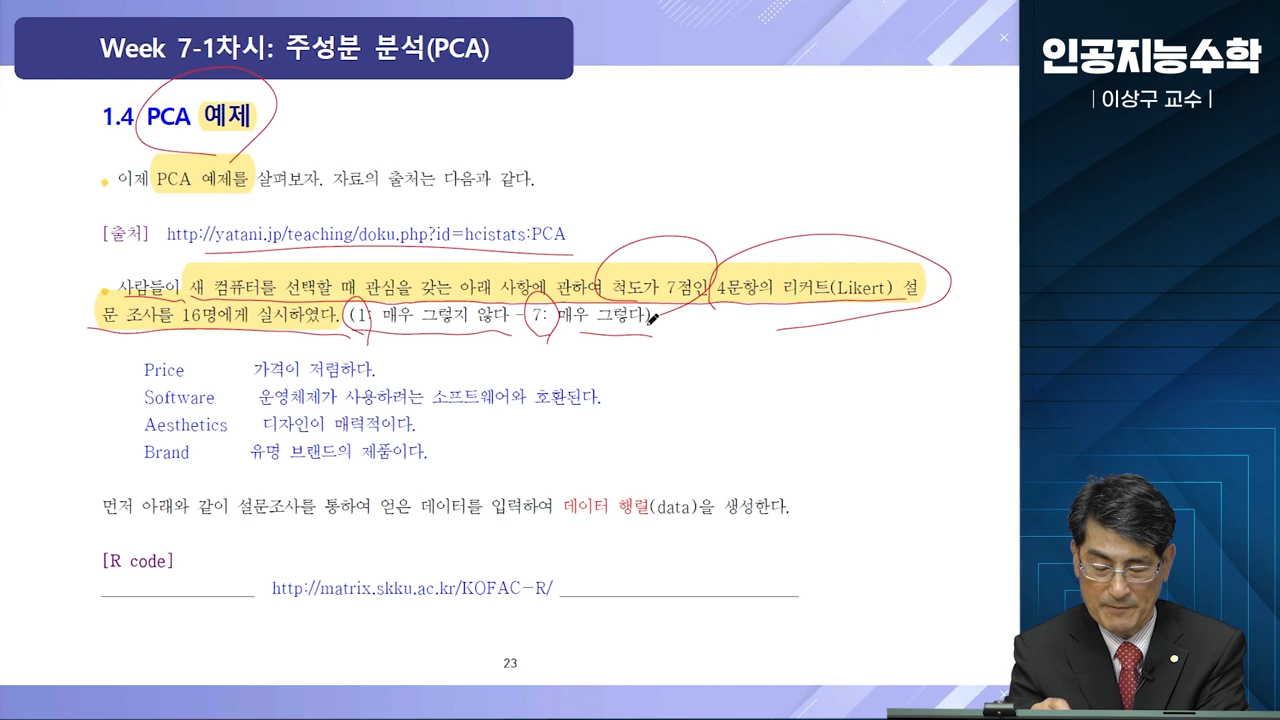 Week 7-1차시: 주성분 분석(PCA)
인공지능수학
| 이상구 교수 |
1.4 PCA 예제
이제 PCA 예제를 살펴보자. 자료의 출처는 다음과 같다.
[출처] http://yatani.jp/teaching/doku.php?id=hcistats:PCA
사람들이 새 컴퓨터를 선택할 때 관심을 갖는 아래 사항에 관하여 척도가 7점인 4문항의 리커트(Likert) 설
문 조사를 16명에게 실시하였다. (1: 매우 그렇지 않다 - 7: 매우 그렇다)
Price 가격이 저렴하다.
Software 운영체제가 사용하려는 소프트웨어와 호환된다.
Aesthetics 디자인이 매력적이다.
Brand 유명 브랜드의 제품이다.
먼저 아래와 같이 설문조사를 통하여 얻은 데이터를 입력하여 데이터 행렬(data)을 생성한다.
[R code]
http://matrix.skku.ac.kr/KOFAC-R/
23